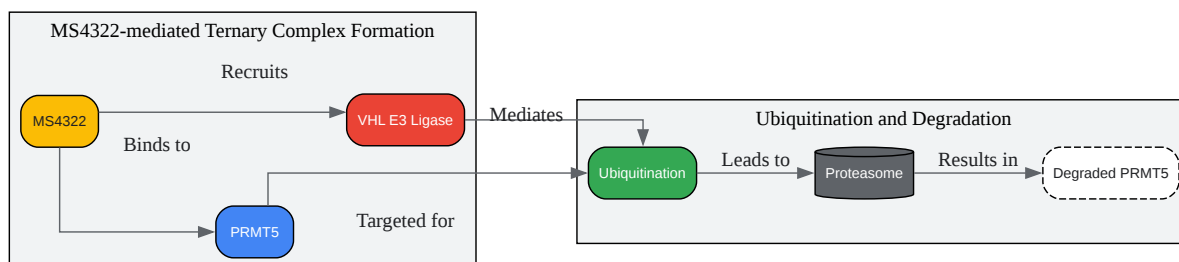 MS4322-mediated Ternary Complex Formation
Recruits
MS4322
VHL E3 Ligase
Binds to
PRMT5
Targeted for
Mediates
Ubiquitination and Degradation
Ubiquitination
Leads to
Proteasome
Results in
Degraded PRMT5